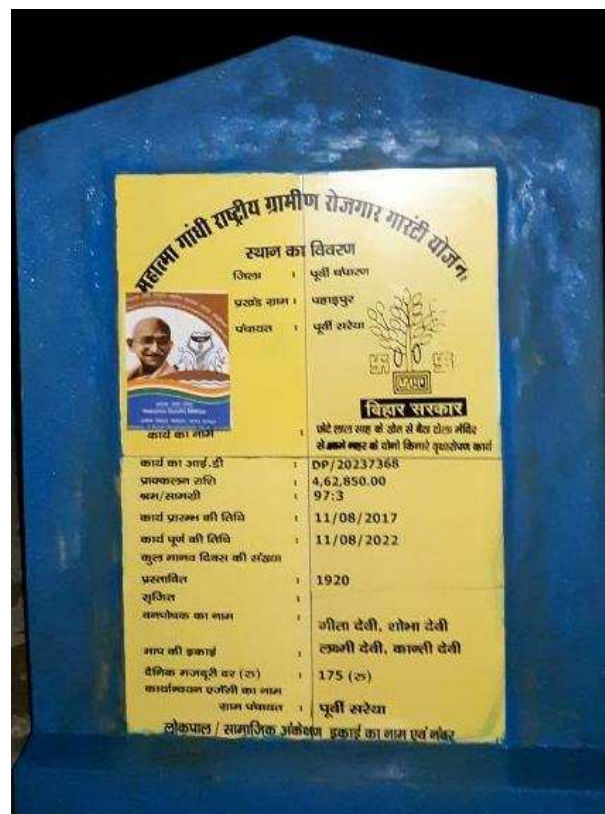 महात्मा गांधी राष्ट्रीय ग्रामीण रोजगार गारंटी योजना
स्थान का विवरण
जिला : पूर्वी चंपारण
प्रखंड ग्राम : पहाड़पुर
पंचायत : पूर्वी सरेया
बिहार सरकार
कार्य का नाम : छोटे लाल साह के खेत से बैठा टोला मंदिर
से आगे नहर के दोनों किनारे वृक्षारोपण कार्य
कार्य का आई.डी : DP/20237368
प्राक्कलन राशि : 4,62,850.00
श्रम/सामग्री : 97:3
कार्य प्रारम्भ की तिथि : 11/08/2017
कार्य पूर्ण की तिथि : 11/08/2022
कुल मानव दिवस की संख्या
प्रस्तावित : 1920
सृजित :
वनपोषक का नाम : गीता देवी, शोभा देवी
माप की इकाई : लक्ष्मी देवी, कान्ती देवी
दैनिक मजदूरी दर (रु) : 175 (रु)
कार्यान्वयन एजेंसी का नाम
ग्राम पंचायत : पूर्वी सरेया
लोकपाल / सामाजिक अंकेक्षण इकाई का नाम एवं नंबर